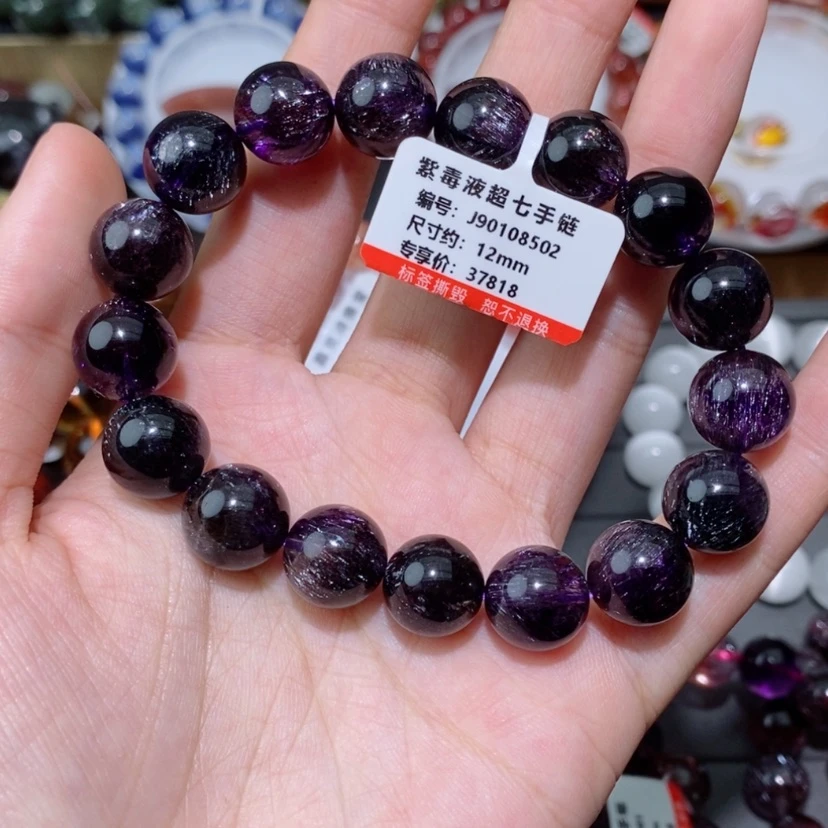 紫毒液超七手链
编号：J90108502
尺寸约：12mm
专享价：37818
标签撕毁 恕不退换